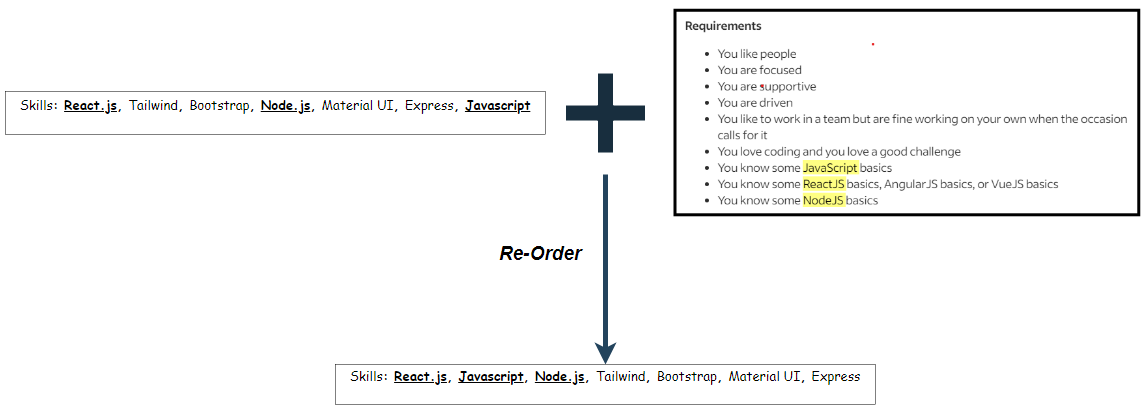 Skills: React.js, Tailwind, Bootstrap, Node.js, Material UI, Express, Javascript
Requirements
• You like people
• You are focused
• You are supportive
• You are driven
• You like to work in a team but are fine working on your own when the occasion
calls for it
• You love coding and you love a good challenge
• You know some JavaScript basics
• You know some ReactJS basics, AngularJS basics, or VueJS basics
• You know some NodeJS basics
Re-Order
Skills: React.js, Javascript, Node.js, Tailwind, Bootstrap, Material UI, Express